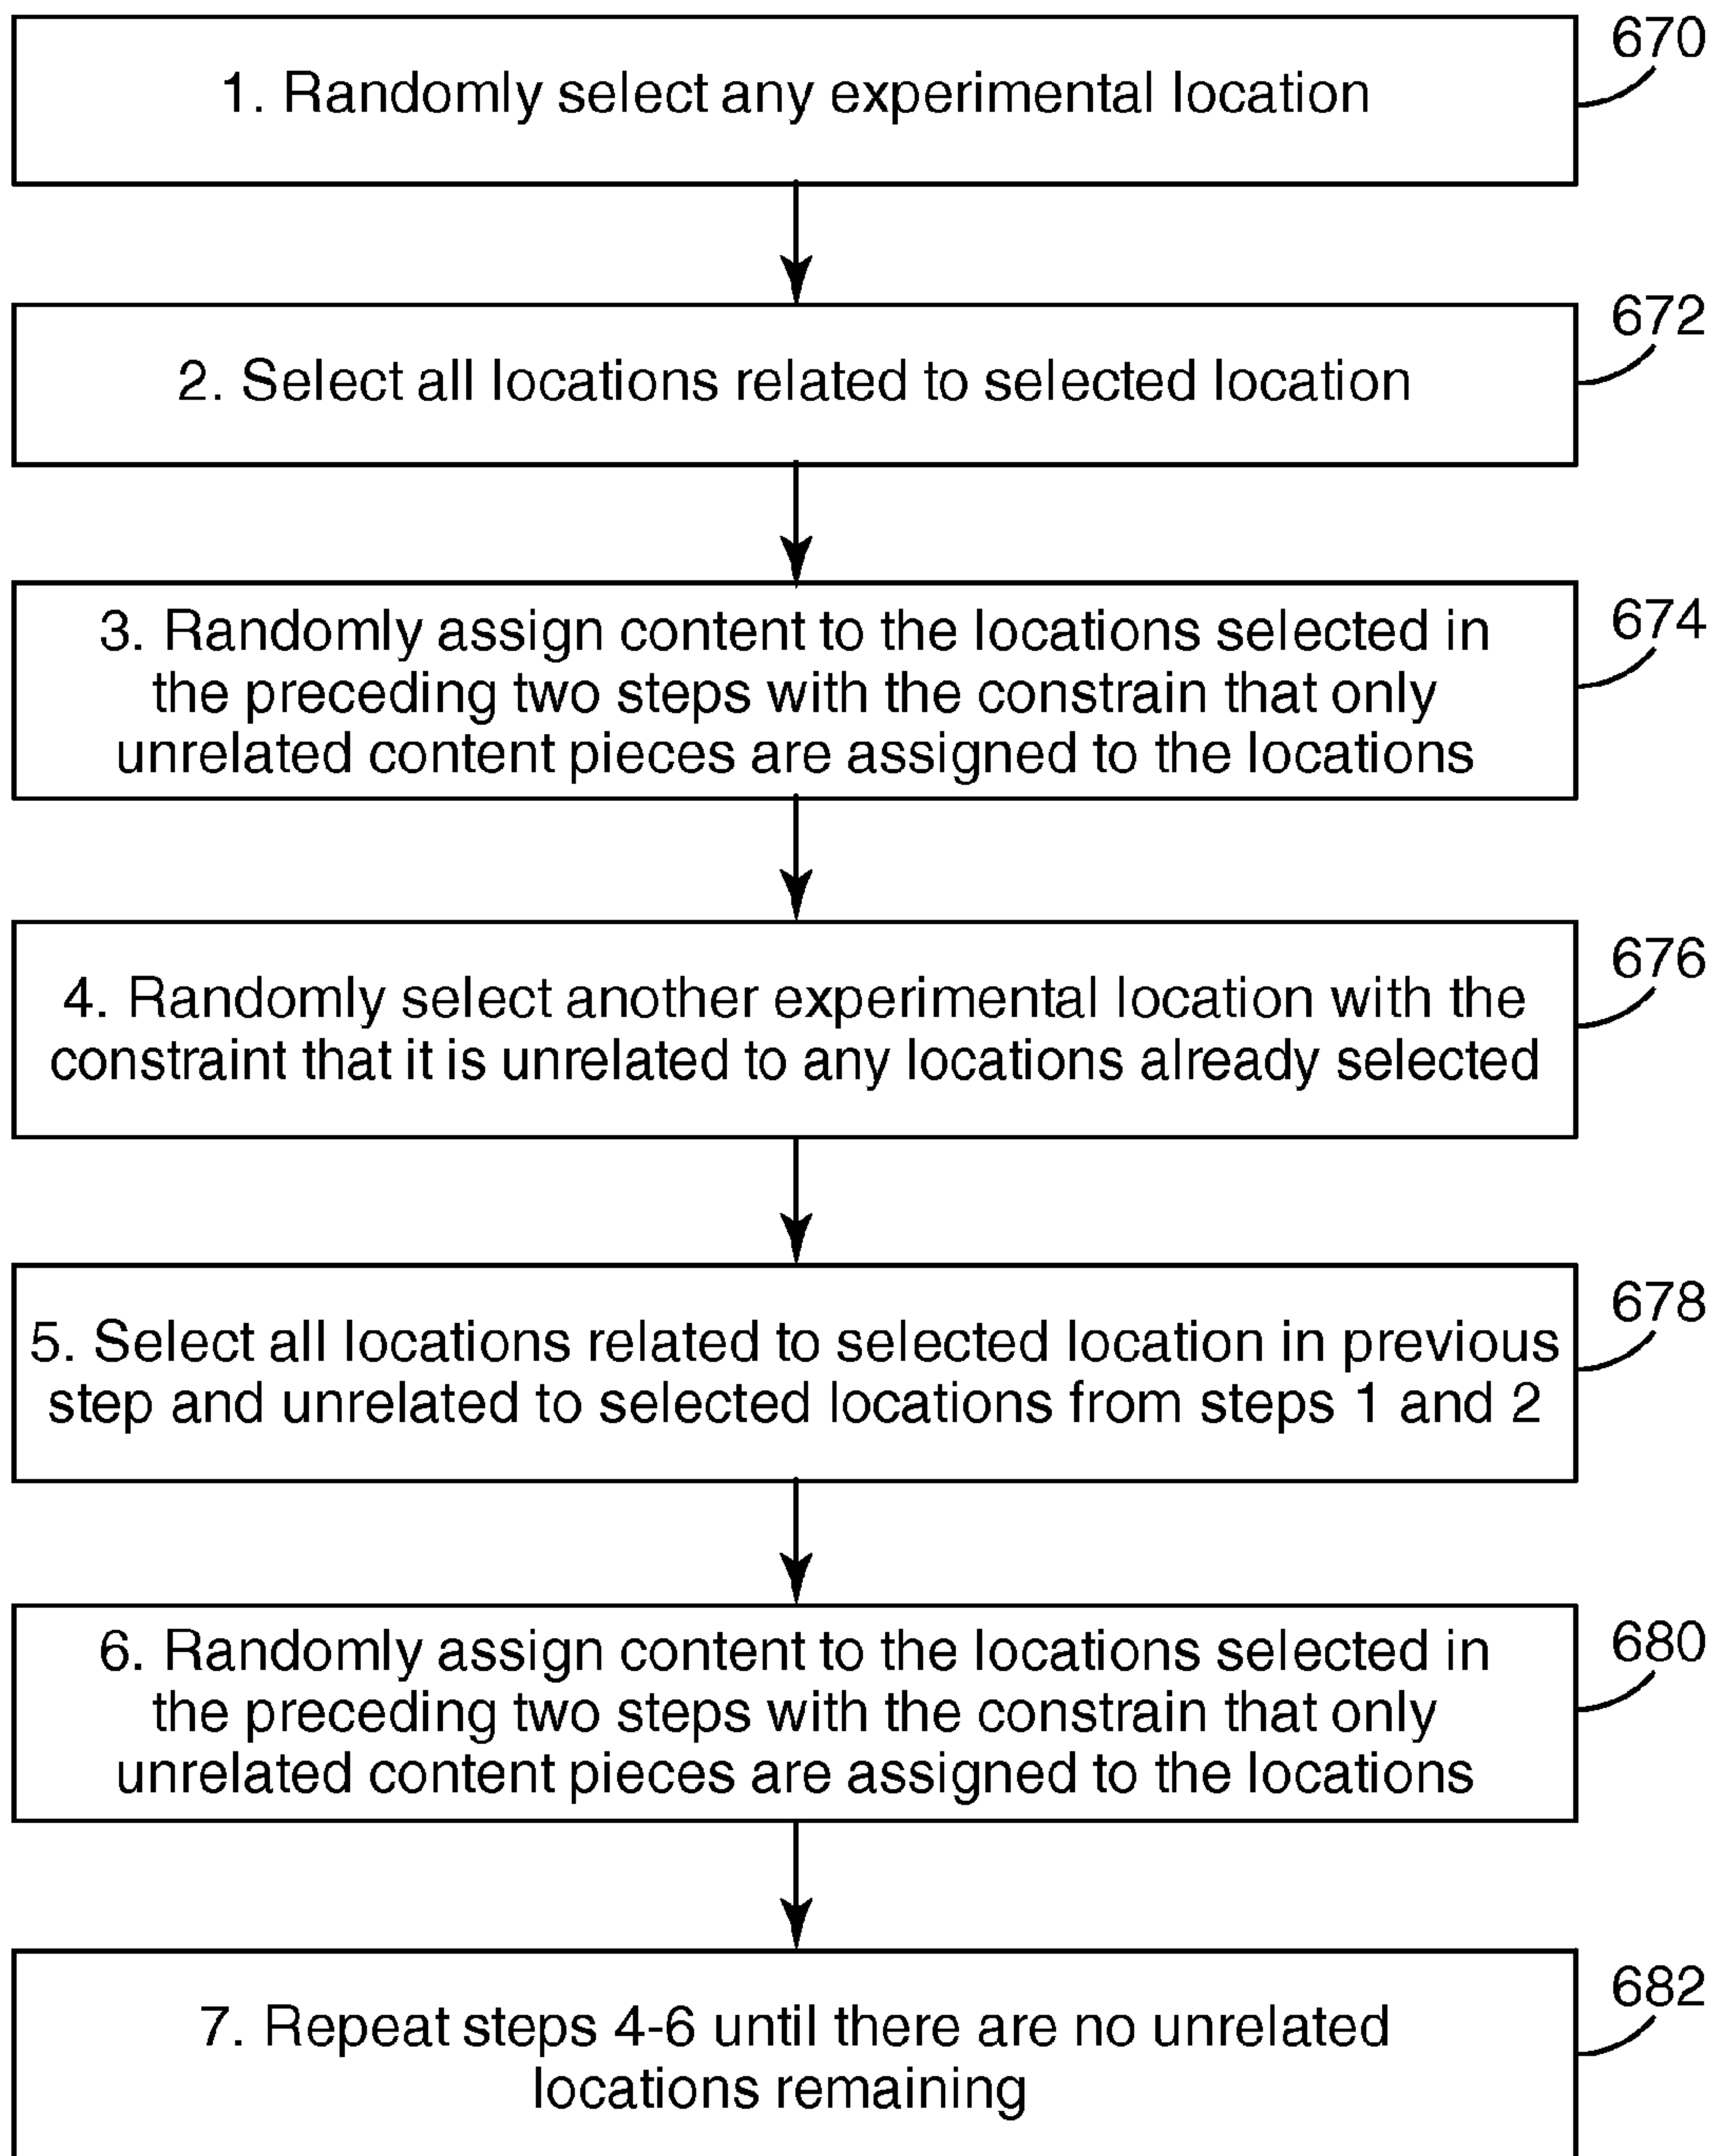 670
1. Randomly select any experimental location
672
2. Select all locations related to selected location
674
3. Randomly assign content to the locations selected in
the preceding two steps with the constrain that only
unrelated content pieces are assigned to the locations
676
4. Randomly select another experimental location with the
constraint that it is unrelated to any locations already selected
678
5. Select all locations related to selected location in previous
step and unrelated to selected locations from steps 1 and 2
680
6. Randomly assign content to the locations selected in
the preceding two steps with the constrain that only
unrelated content pieces are assigned to the locations
682
7. Repeat steps 4-6 until there are no unrelated
locations remaining